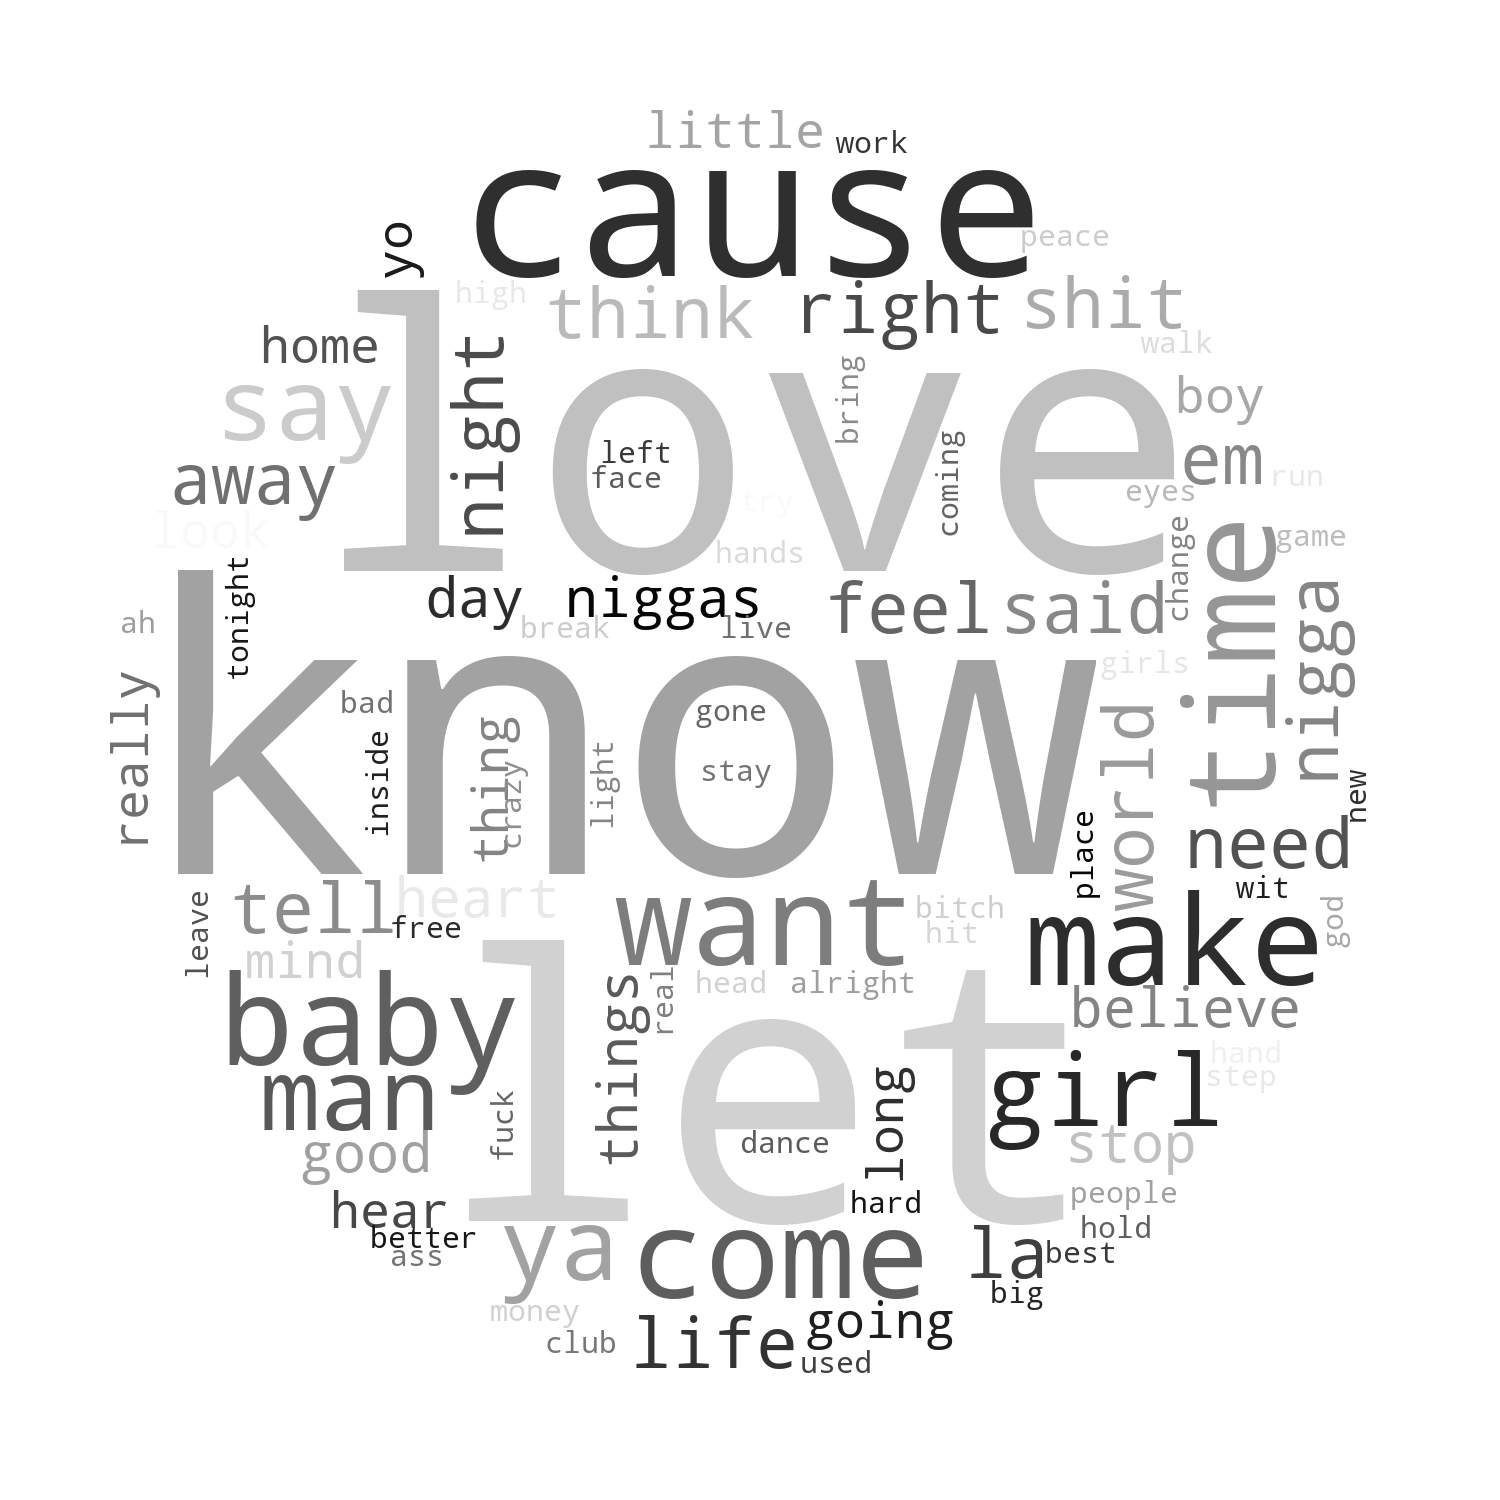 little
work
cause
peace
yo
high
think
right
shit
home
night
love
walk
say
bring
boy
left
coming
em
away
face
run
eyes
try
look
hands
change
time
game
tonight
day
niggas
feel
said
nigga
ah
break
live
know
girls
really
bad
gone
world
inside
thing
crazy
light
stay
new
place
need
tell
heart
want
wit
leave
free
bitch
make
god
hit
mind
let
baby
things
real
head
alright
believe
man
hand
girl
step
fuck
long
good
dance
stop
hear
hard
people
better
hold
ass
ya
come
la
best
big
money
going
club
life
used